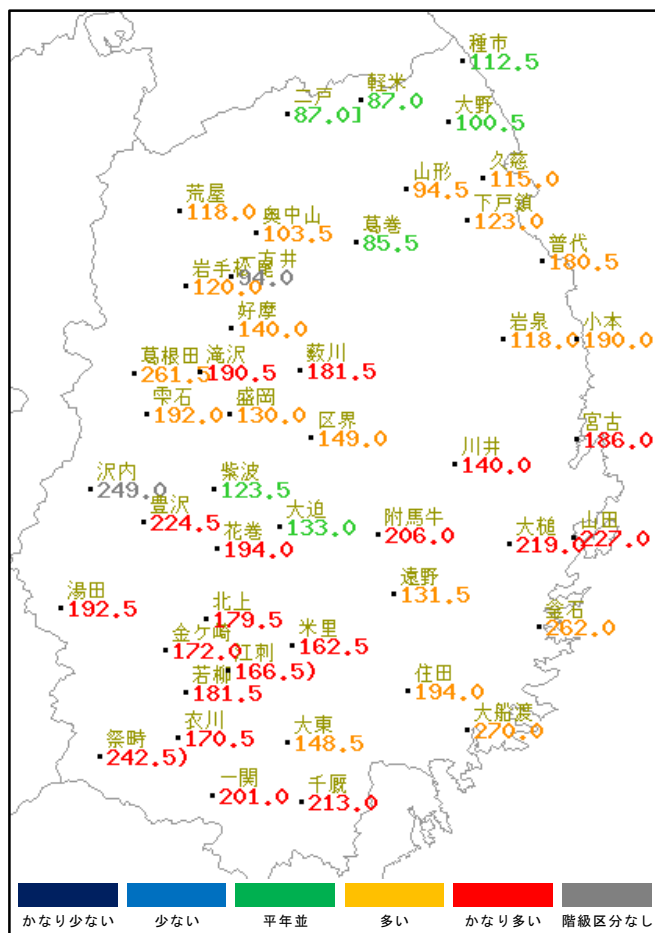 種市
112.5
軽米
87.0
二戸
87.0]
大野
100.5
久慈
115.0
山形
94.5
荒屋
118.0
下戸鎖
123.0
奥中山
103.5
葛巻
85.5
普代
180.5
一方井
94.0
岩手松尾
120.0
好摩
140.0
岩泉
118.0
小本
190.0
葛根田
261.5
滝沢
190.5
薮川
181.5
雫石
192.0
盛岡
130.0
区界
149.0
宮古
186.0
川井
140.0
沢内
249.0
紫波
123.5
豊沢
224.5
大迫
133.0
附馬牛
206.0
花巻
194.0
大槌
219.0
山田
227.0
遠野
131.5
湯田
192.5
北上
179.5
釜石
262.0
金ケ崎
172.0
米里
162.5
江刺
166.5)
若柳
181.5
住田
194.0
衣川
170.5
大東
148.5
大船渡
270.0
祭畤
242.5)
一関
201.0
千厩
213.0
かなり少ない 少ない 平年並 多い かなり多い 階級区分なし